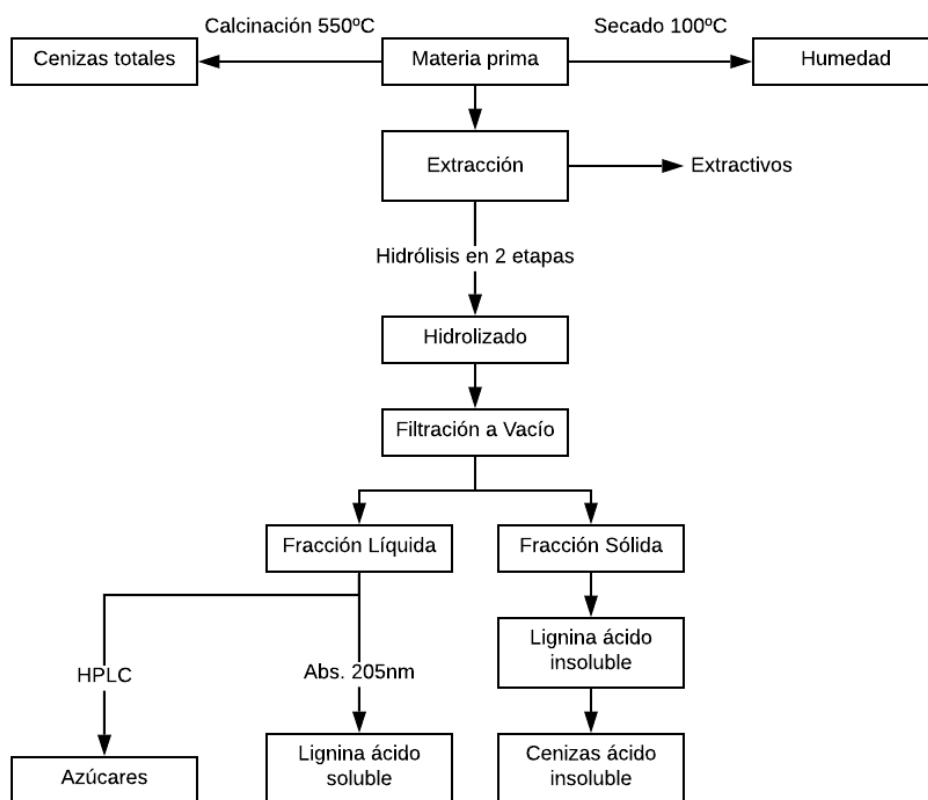 Calcinación 550ºC
Secado 100ºC
Cenizas totales
Materia prima
Humedad
Extracción
Extractivos
Hidrólisis en 2 etapas
Hidrolizado
Filtración a Vacío
Fracción Líquida
Fracción Sólida
Lignina ácido
insoluble
HPLC
Abs. 205nm
Azúcares
Lignina ácido
soluble
Cenizas ácido
insoluble